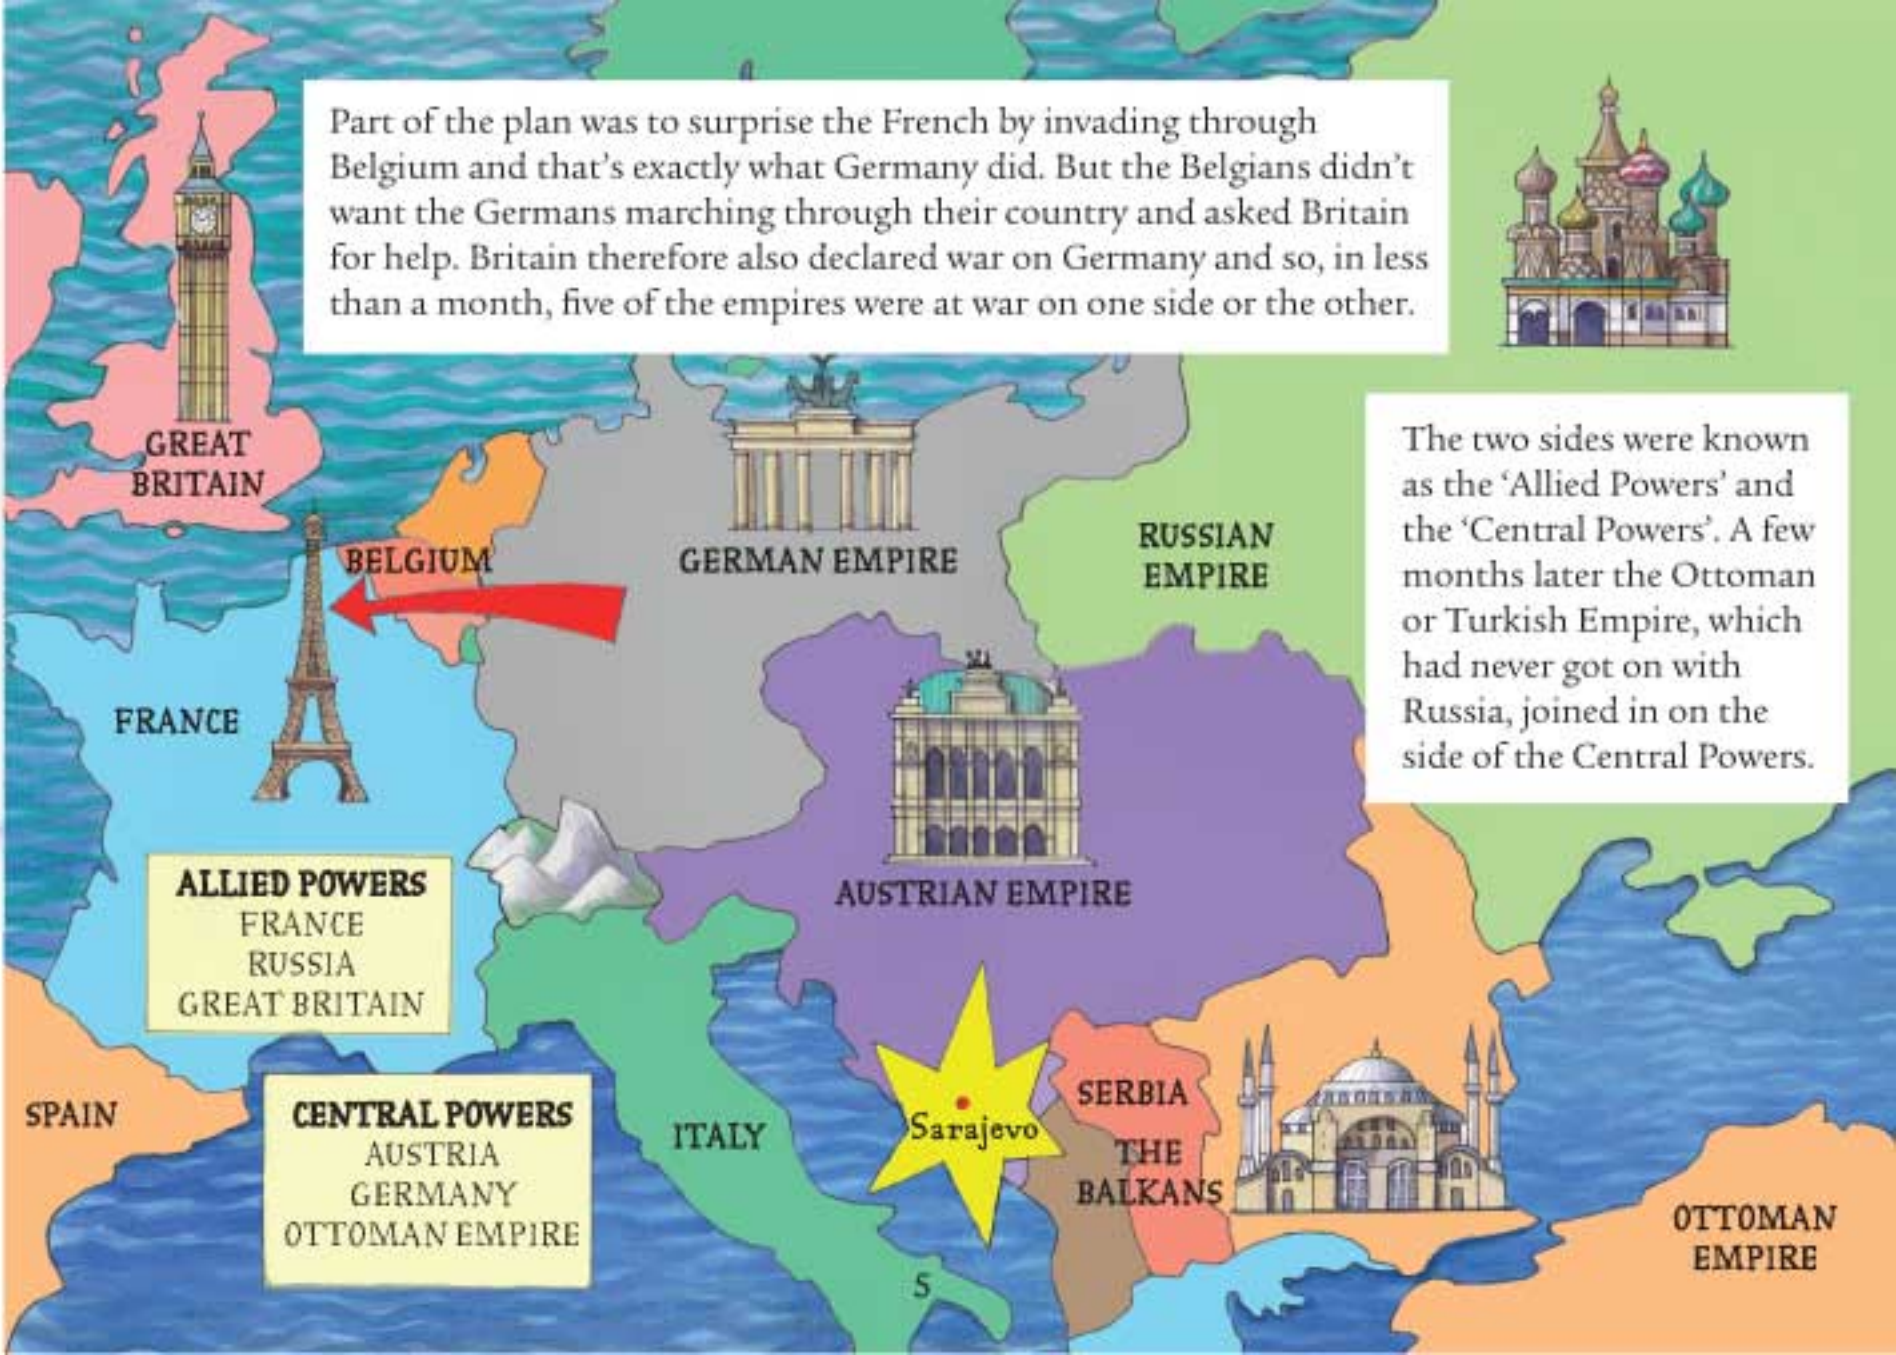 Part of the plan was to surprise the French by invading through
Belgium and that's exactly what Germany did. But the Belgians didn't
want the Germans marching through their country and asked Britain
for help. Britain therefore also declared war on Germany and so, in less
than a month, five of the empires were at war on one side or the other.
GREAT
BRITAIN
BELGIUM
GERMAN EMPIRE
RUSSIAN
EMPIRE
The two sides were known
as the ‘Allied Powers’ and
the ‘Central Powers’. A few
months later the Ottoman
or Turkish Empire, which
had never got on with
Russia, joined in on the
side of the Central Powers.
FRANCE
AUSTRIAN EMPIRE
ALLIED POWERS
FRANCE
RUSSIA
GREAT BRITAIN
SPAIN
CENTRAL POWERS
AUSTRIA
GERMANY
OTTOMAN EMPIRE
ITALY
Sarajevo
SERBIA
THE
BALKANS
OTTOMAN
EMPIRE
5